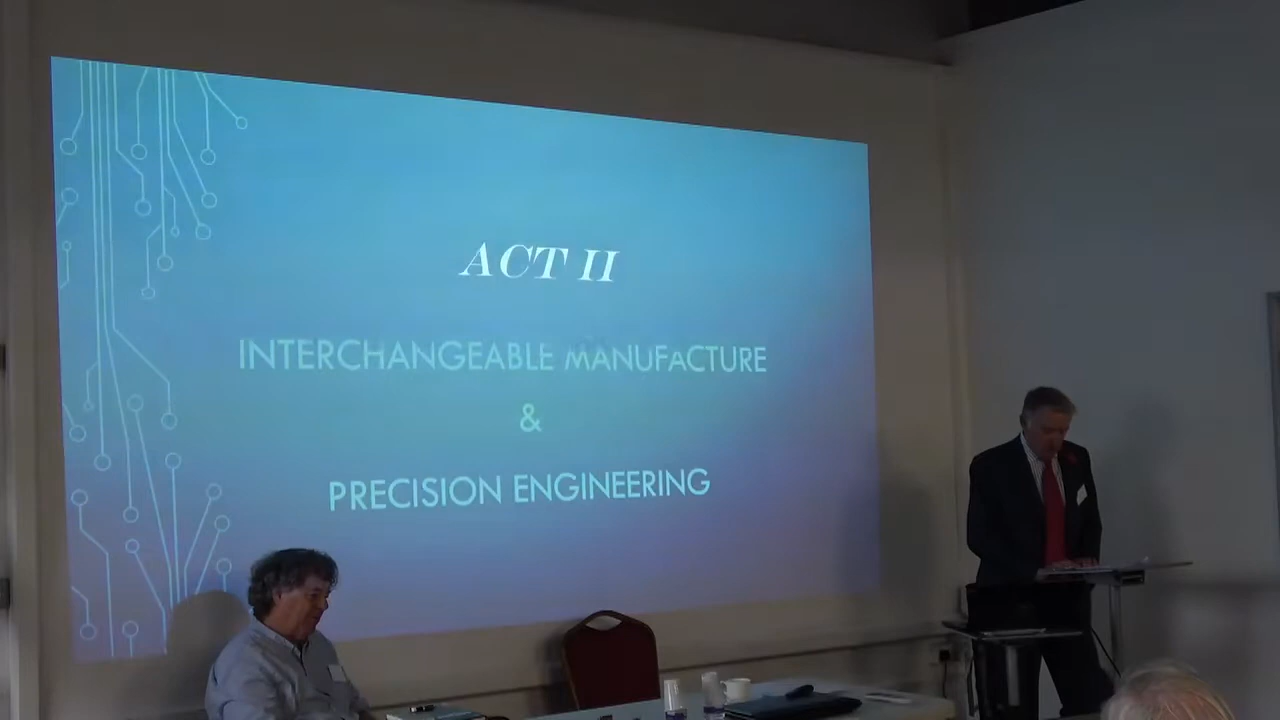 ACT II
INTERCHANGEABLE MANUFACTURE
&
PRECISION ENGINEERING